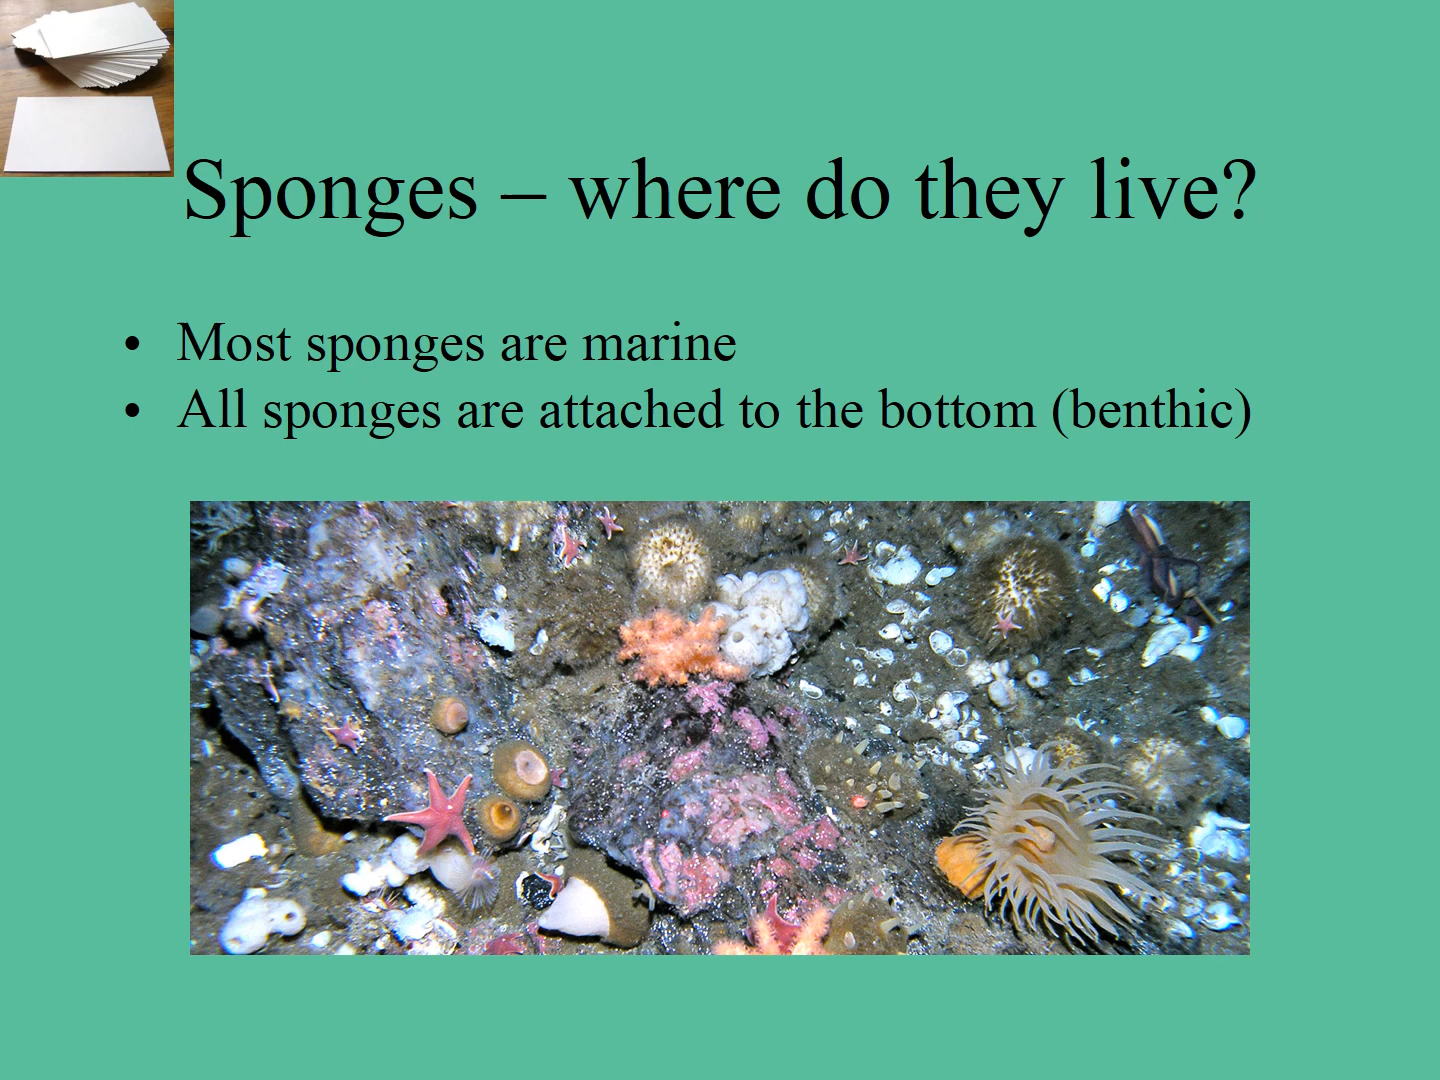 Sponges – where do they live?
• Most sponges are marine
• All sponges are attached to the bottom (benthic)